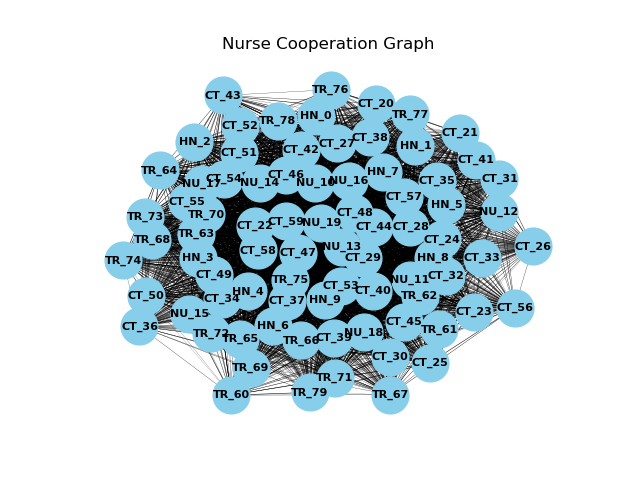 Nurse Cooperation Graph
TR_76
CT_43
CT_20
TR_77
HN_0
TR_78
CT_52
CT_21
CT_38
HN_2
CT_27
HN_1
CT_42
CT_51
CT_41
TR_64
HN_7
CT_46
CT_54
CT_31
CT_35
NU_16
NU_10
NU_14
NU_17
CT_57
CT_55
HN_5
NU_12
CT_48
TR_70
TR_73
CT_59
NU_19
CT_22
CT_44
CT_28
TR_63
TR_68
CT_24
NU_13
CT_26
CT_58
CT_47
CT_29
HN_3
HN_8
CT_33
TR_74
CT_49
CT_32
TR_75
NU_11
CT_53
HN_4
CT_40
CT_50
TR_62
CT_34
CT_37
HN_9
CT_56
CT_23
NU_15
CT_45
CT_36
HN_6
TR_61
TR_72
NU_18
CT_39
TR_65
TR_66
CT_30
CT_25
TR_69
TR_71
TR_79
TR_60
TR_67